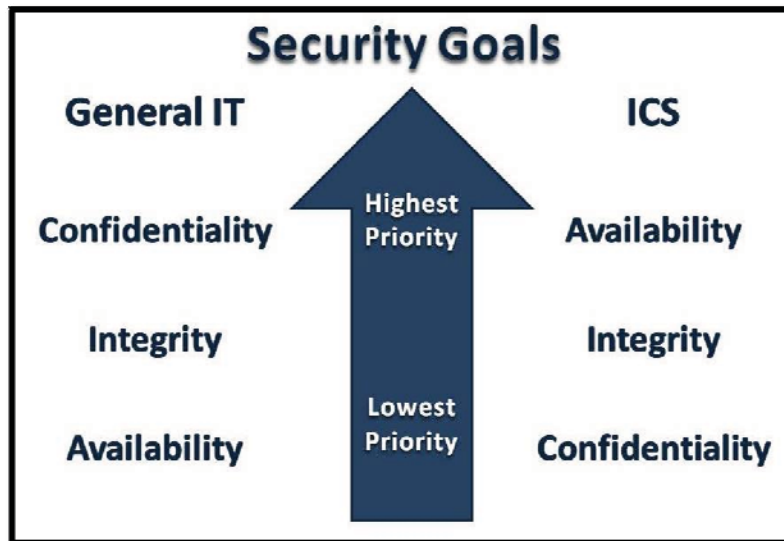 Security Goals
General IT
ICS
Highest
Priority
Confidentiality
Availability
Integrity
Integrity
Lowest
Priority
Availability
Confidentiality